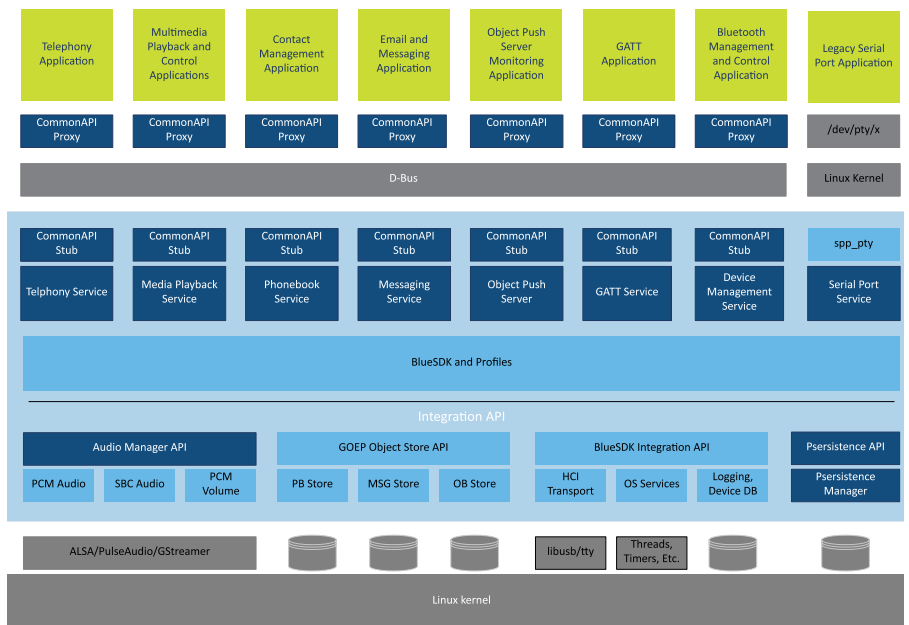 Telephony
Application
Multimedia
Playback and
Control
Applications
Contact
Management
Application
Email and
Messaging
Application
Object Push
Server
Monitoring
Application
GATT
Application
Bluetooth
Management
and Control
Application
Legacy Serial
Port Application
CommonAPI
Proxy
CommonAPI
Proxy
CommonAPI
Proxy
CommonAPI
Proxy
CommonAPI
Proxy
CommonAPI
Proxy
CommonAPI
Proxy
/dev/pty/x
D-Bus
Linux Kernel
CommonAPI
Stub
CommonAPI
Stub
CommonAPI
Stub
CommonAPI
Stub
CommonAPI
Stub
CommonAPI
Stub
CommonAPI
Stub
spp_pty
Telphony Service
Media Playback
Service
Phonebook
Service
Messaging
Service
Object Push
Server
GATT Service
Device
Management
Service
Serial Port
Service
BlueSDK and Profiles
Integration API
Audio Manager API
GOEP Object Store API
BlueSDK Integration API
Psersistence API
PCM Audio
SBC Audio
PCM
Volume
PB Store
MSG Store
OB Store
HCI
Transport
OS Services
Logging,
Device DB
Psersistence
Manager
ALSA/PulseAudio/GStreamer
libusb/tty
Threads,
Timers, Etc.
Linux kernel